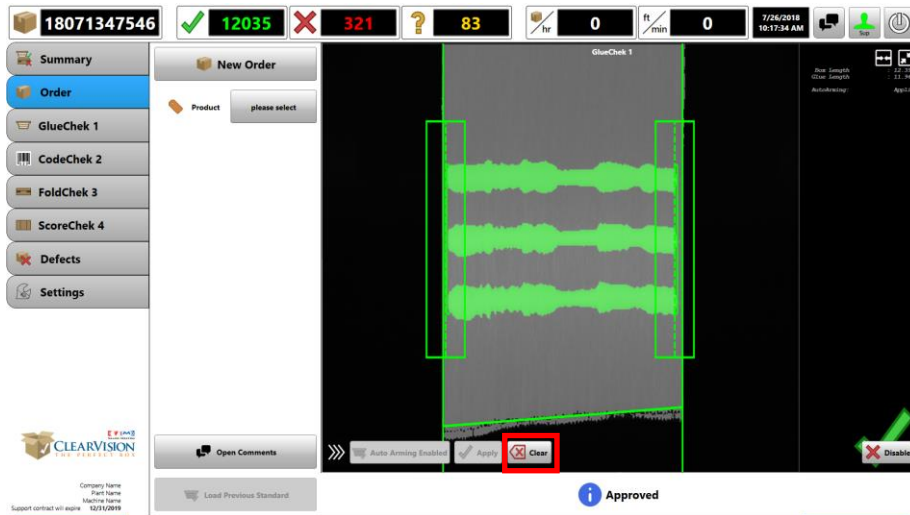 18071347546
12035
321
83
/hr
0
ft/min
0
7/26/2018
10:17:34 AM
Sup
Summary
Order
GlueChek 1
CodeChek 2
FoldChek 3
ScoreChek 4
Defects
Settings
New Order
Product
please select
GlueChek 1
Box Length
Glue Length
AutoArming:
Open Comments
Load Previous Standard
Auto Arming Enabled
Apply
Clear
Disable
Approved
CLEARVISION
THE PERFECT BOX
Company Name
Plant Name
Machine Name
Support contract will expire 12/31/2019